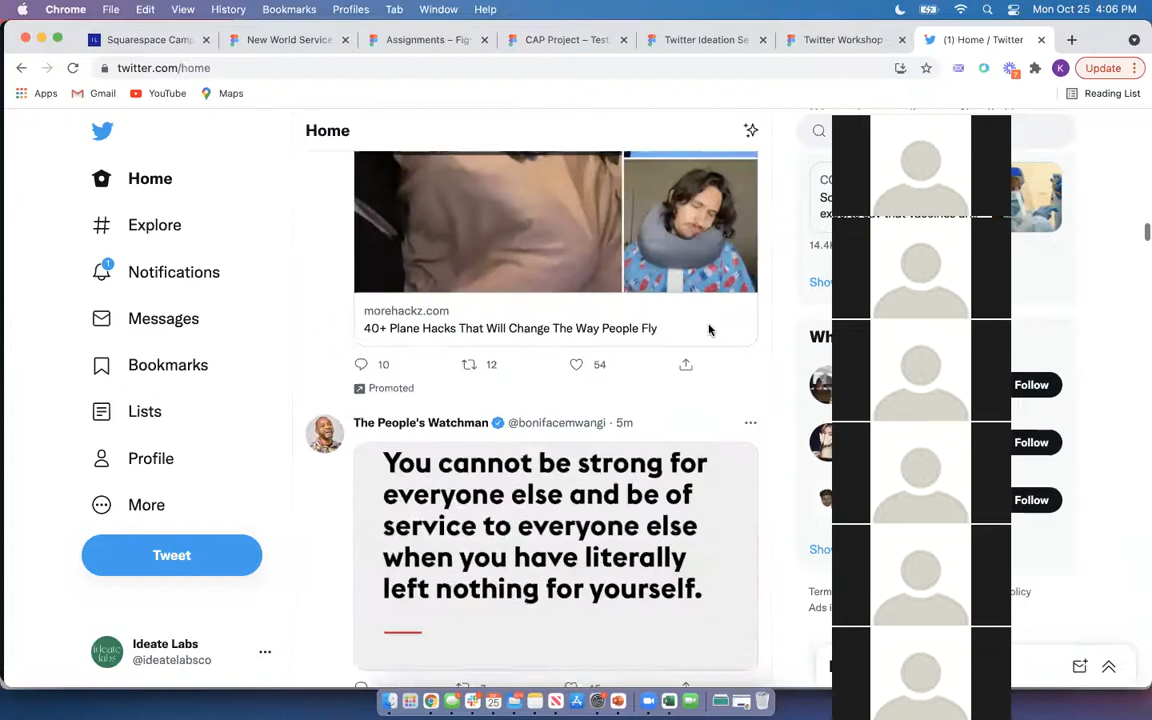 Chrome File Edit View History Bookmarks Profiles Tab Window Help
Mon Oct 25 4:06 PM
Squarespace Cam
New World Service
Assignments – Fig
CAP Project – Test
Twitter Ideation Se
Twitter Workshop
(1) Home / Twitter
twitter.com/home
7
K
Update
Apps Gmail YouTube Maps
Reading List
Home
Home
Explore
1
Notifications
Messages
Bookmarks
Lists
Profile
More
Tweet
Ideate Labs
@ideatelabsco
morehackz.com
40+ Plane Hacks That Will Change The Way People Fly
10 12 54
Promoted
The People's Watchman @bonifacemwangi · 5m
You cannot be strong for
everyone else and be of
service to everyone else
when you have literally
left nothing for yourself.
14.4
Follow
Follow
Follow
Ads